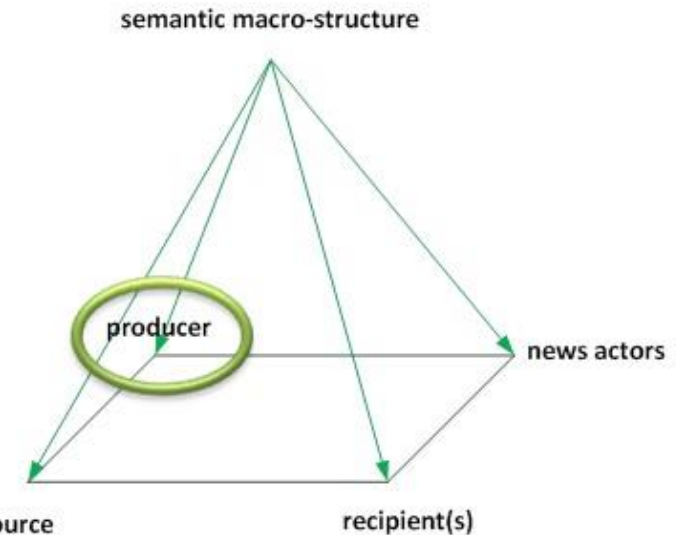 semantic macro-structure
producer
news actors
ource
recipient(s)